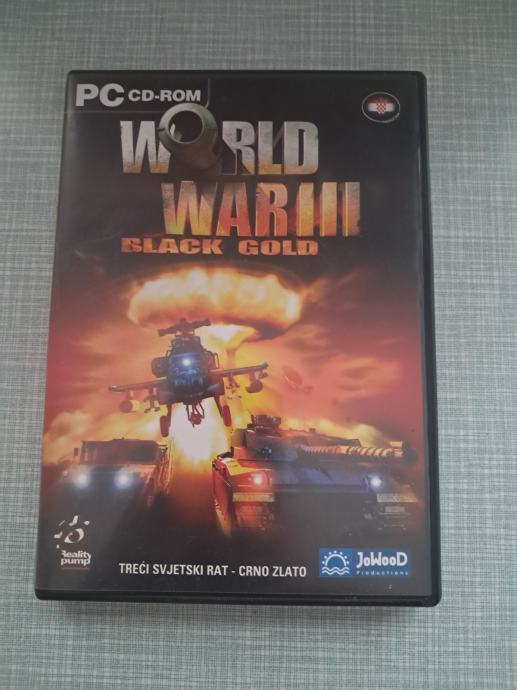 PC CD-ROM
WORLD
WAR III
BLACK GOLD
Reality
pump
TREĆI SVJETSKI RAT - CRNO ZLATO
JoWooD
Productions